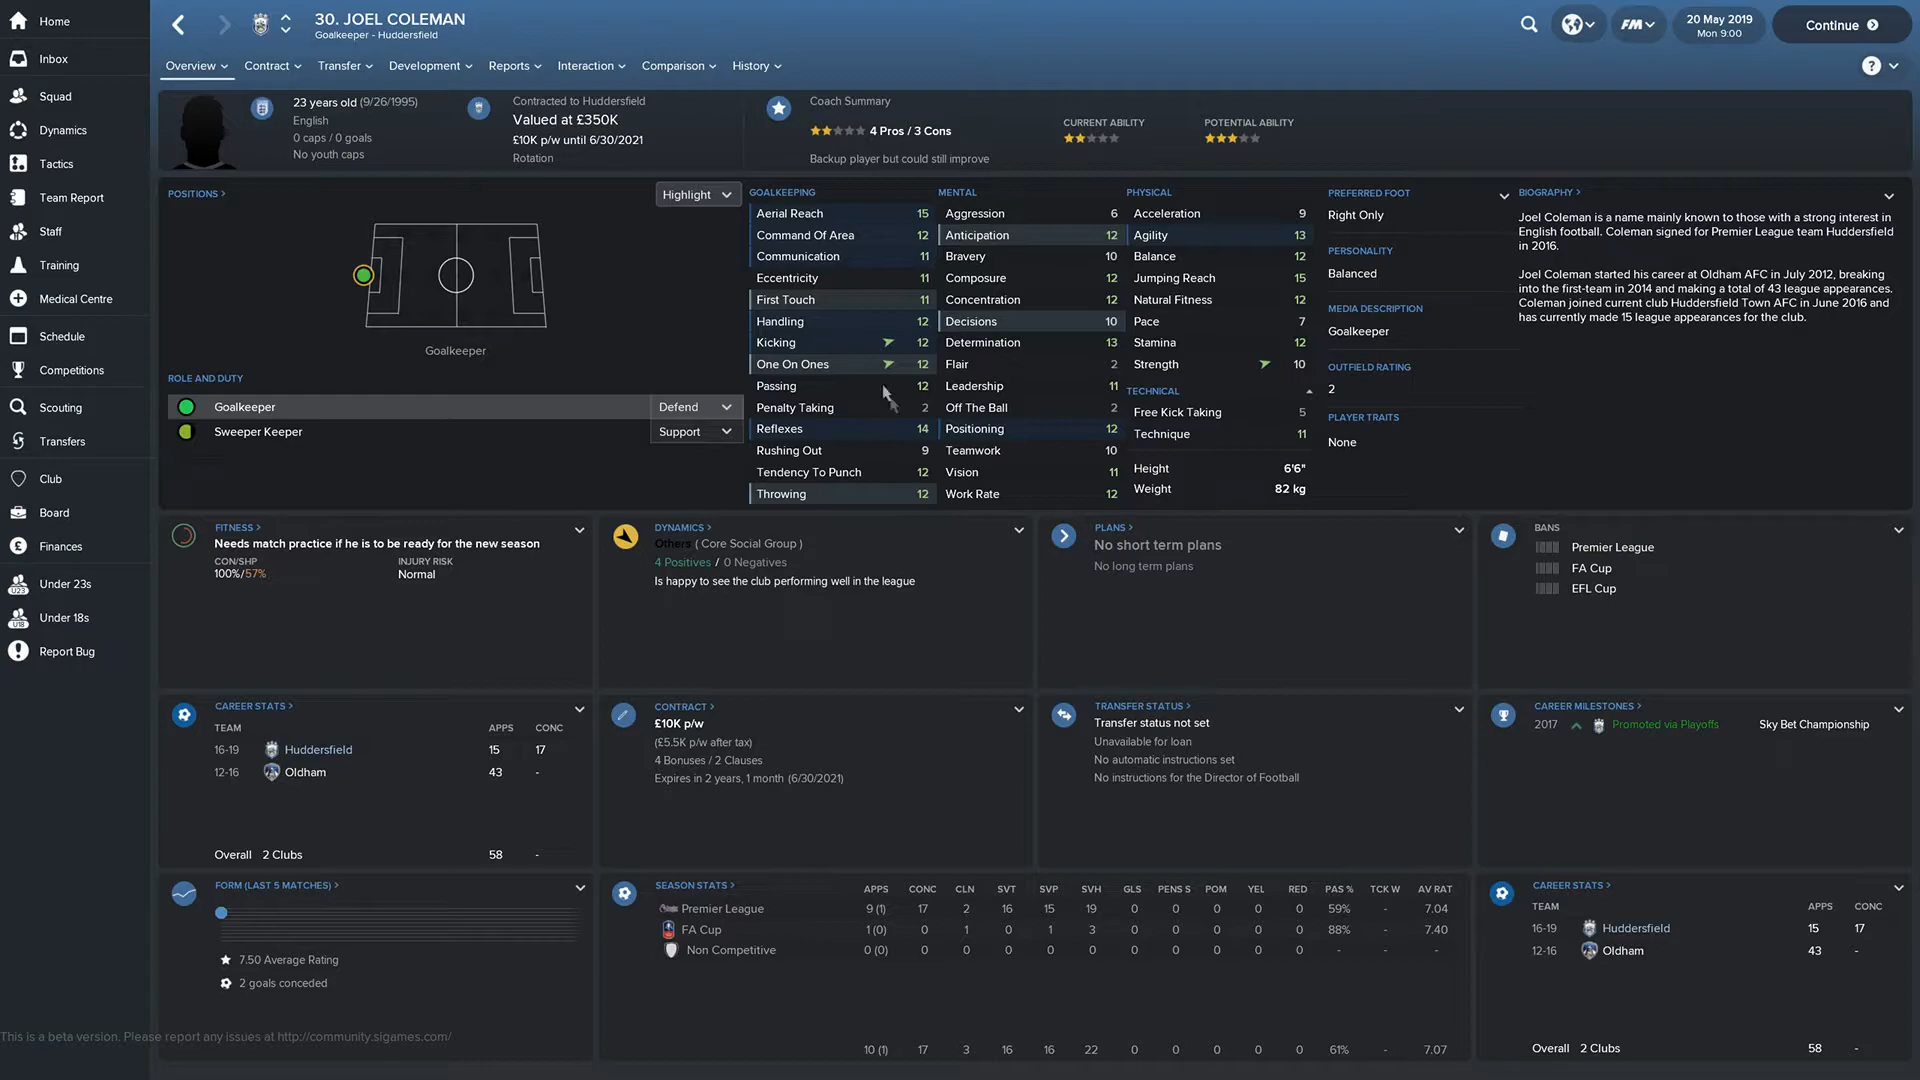 Home
Inbox
Squad
Dynamics
Tactics
Team Report
Staff
Training
Medical Centre
Schedule
Competitions
Scouting
Transfers
Club
Board
Finances
Under 23s
Under 18s
Report Bug
30. JOEL COLEMAN
Goalkeeper - Huddersfield
FM
20 May 2019
Mon 9:00
Continue
Overview Contract Transfer Development Reports Interaction Comparison History
?
23 years old (9/26/1995)
English
0 caps / 0 goals
No youth caps
Contracted to Huddersfield
Valued at £350K
£10K p/w until 6/30/2021
Rotation
Coach Summary
4 Pros / 3 Cons
Backup player but could still improve
CURRENT ABILITY
POTENTIAL ABILITY
POSITIONS >
Highlight
Goalkeeper
ROLE AND DUTY
Goalkeeper Defend
Sweeper Keeper Support
GOALKEEPING
Aerial Reach 15
Command Of Area 12
Communication 11
Eccentricity 11
First Touch 11
Handling 12
Kicking 12
One On Ones 12
Passing 12
Penalty Taking 2
Reflexes 14
Rushing Out 9
Tendency To Punch 12
Throwing 12
MENTAL
Aggression 6
Anticipation 12
Bravery 10
Composure 12
Concentration 12
Decisions 10
Determination 13
Flair 2
Leadership 11
Off The Ball 2
Positioning 12
Teamwork 10
Vision 11
Work Rate 12
PHYSICAL
Acceleration 9
Agility 13
Balance 12
Jumping Reach 15
Natural Fitness 12
Pace 7
Stamina 12
Strength 10
TECHNICAL
Free Kick Taking 5
Technique 11
Height 6'6"
Weight 82 kg
PREFERRED FOOT
Right Only
PERSONALITY
Balanced
MEDIA DESCRIPTION
Goalkeeper
OUTFIELD RATING
2
PLAYER TRAITS
None
BIOGRAPHY >
Joel Coleman is a name mainly known to those with a strong interest in
English football. Coleman signed for Premier League team Huddersfield
in 2016.
Joel Coleman started his career at Oldham AFC in July 2012, breaking
into the first-team in 2014 and making a total of 43 league appearances.
Coleman joined current club Huddersfield Town AFC in June 2016 and
has currently made 15 league appearances for the club.
FITNESS >
Needs match practice if he is to be ready for the new season
CON/SHP INJURY RISK
100%/57% Normal
DYNAMICS >
Others ( Core Social Group )
4 Positives / 0 Negatives
Is happy to see the club performing well in the league
PLANS >
No short term plans
No long term plans
BANS
Premier League
FA Cup
EFL Cup
CAREER STATS >
TEAM APPS CONC
16-19 Huddersfield 15 17
12-16 Oldham 43 -
Overall 2 Clubs 58 -
CONTRACT >
£10K p/w
(£5.5K p/w after tax)
4 Bonuses / 2 Clauses
Expires in 2 years, 1 month (6/30/2021)
TRANSFER STATUS >
Transfer status not set
Unavailable for loan
No automatic instructions set
No instructions for the Director of Football
CAREER MILESTONES >
2017 Promoted via Playoffs Sky Bet Championship
FORM (LAST 5 MATCHES) >
7.50 Average Rating
2 goals conceded
SEASON STATS > APPS CONC CLN SVT SVP SVH GLS PENS S POM YEL RED PAS % TCK W AV RAT
Premier League 9 (1) 17 2 16 15 19 0 0 0 0 0 59% - 7.04
FA Cup 1 (0) 0 1 0 1 3 0 0 0 0 0 88% - 7.40
Non Competitive 0 (0) 0 0 0 0 0 0 0 0 0 0 - - -
10 (1) 17 3 16 16 22 0 0 0 0 0 61% - 7.07
CAREER STATS >
TEAM APPS CONC
16-19 Huddersfield 15 17
12-16 Oldham 43 -
Overall 2 Clubs 58 -
This is a beta version. Please report any issues at http://community.sigames.com/